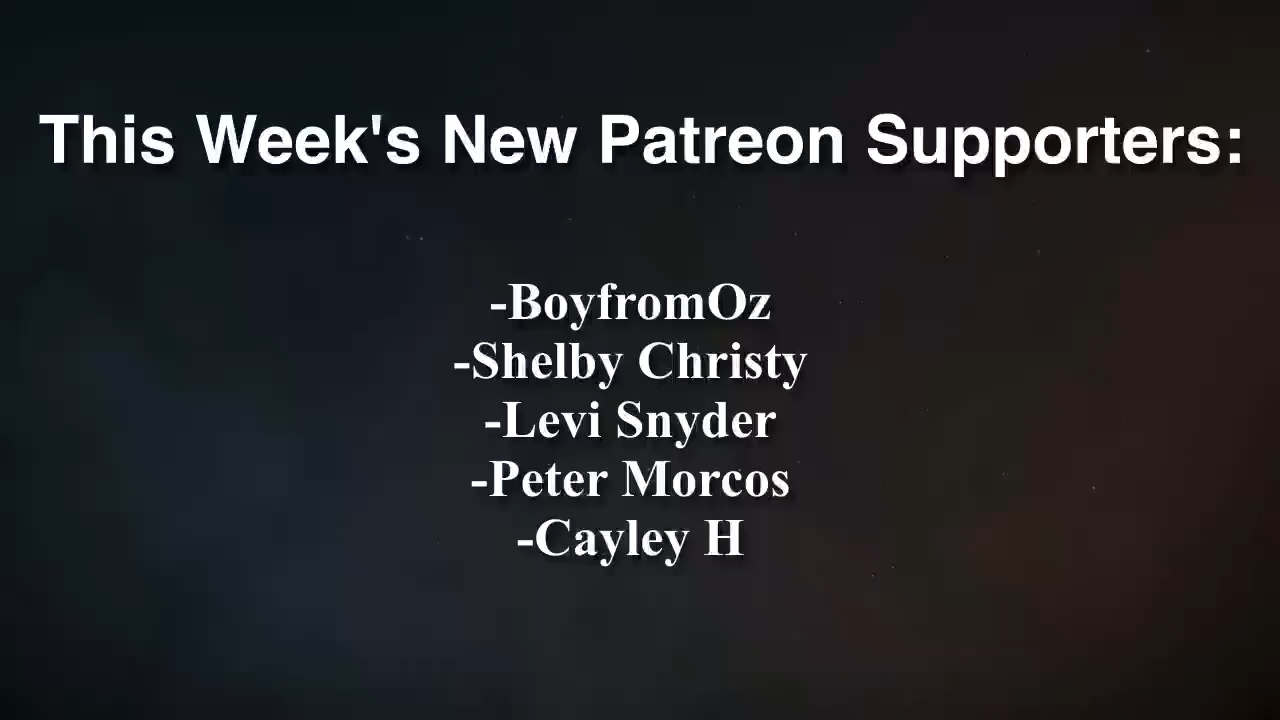 This Week's New Patreon Supporters:
-BoyfromOz
-Shelby Christy
-Levi Snyder
-Peter Morcos
-Cayley H